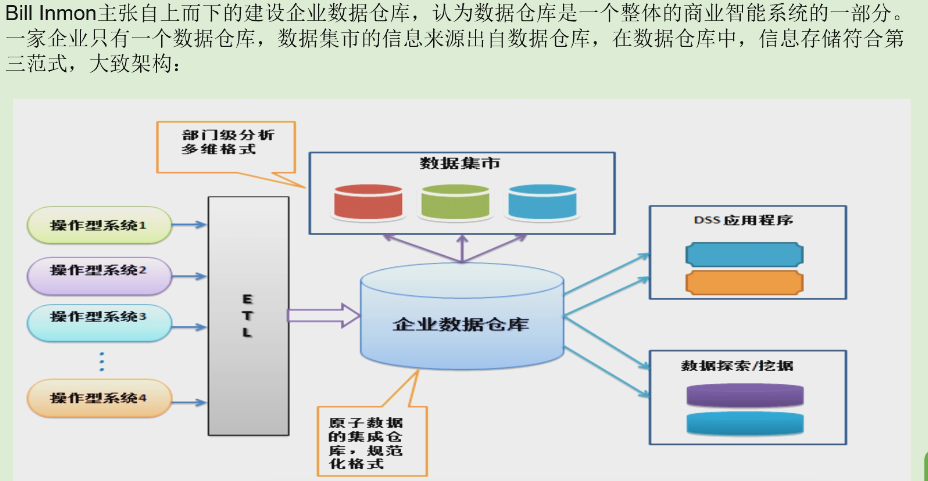 Bill Inmon主张自上而下的建设企业数据仓库，认为数据仓库是一个整体的商业智能系统的一部分。
一家企业只有一个数据仓库，数据集市的信息来源出自数据仓库，在数据仓库中，信息存储符合第
三范式，大致架构：
部门级分析
多维格式
数据集市
操作型系统1
操作型系统2
操作型系统3
操作型系统4
E
T
L
企业数据仓库
DSS应用程序
数据探索/挖据
原子数据
的集成仓
库，规范
化格式